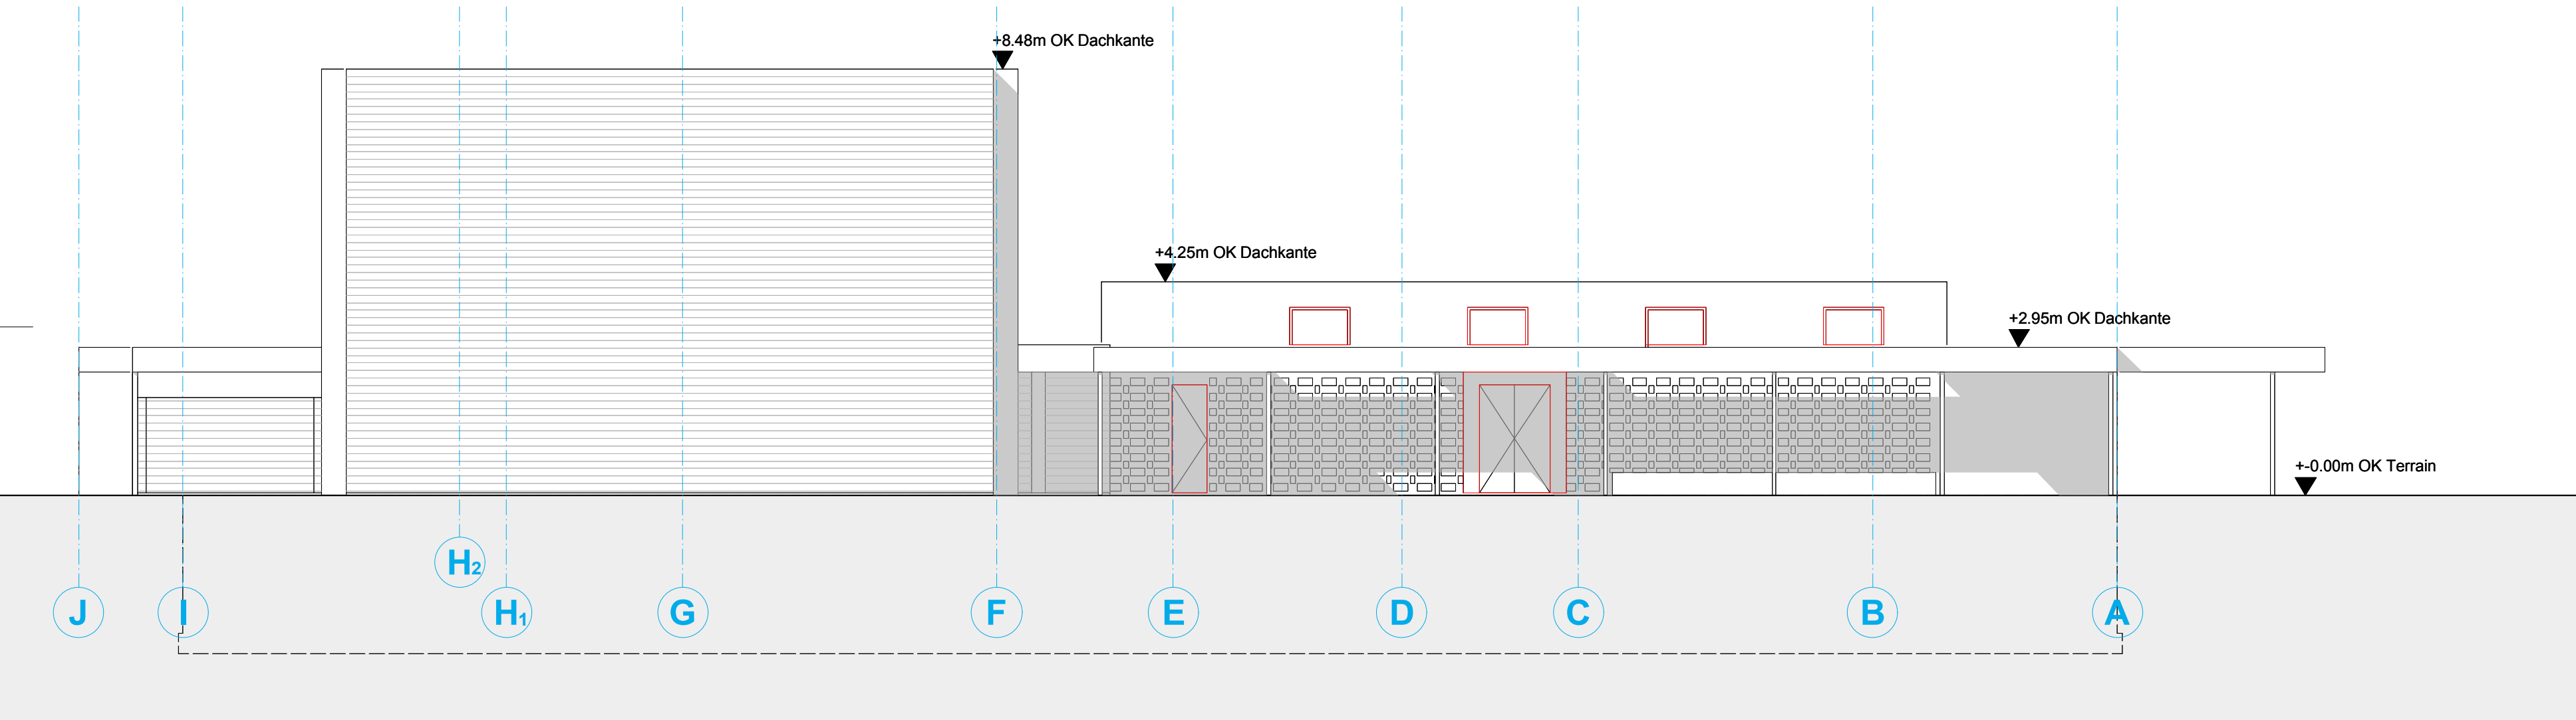 +8.48m OK Dachkante
+4.25m OK Dachkante
+2.95m OK Dachkante
+-0.00m OK Terrain
H2
J I H1 G F E D C B A